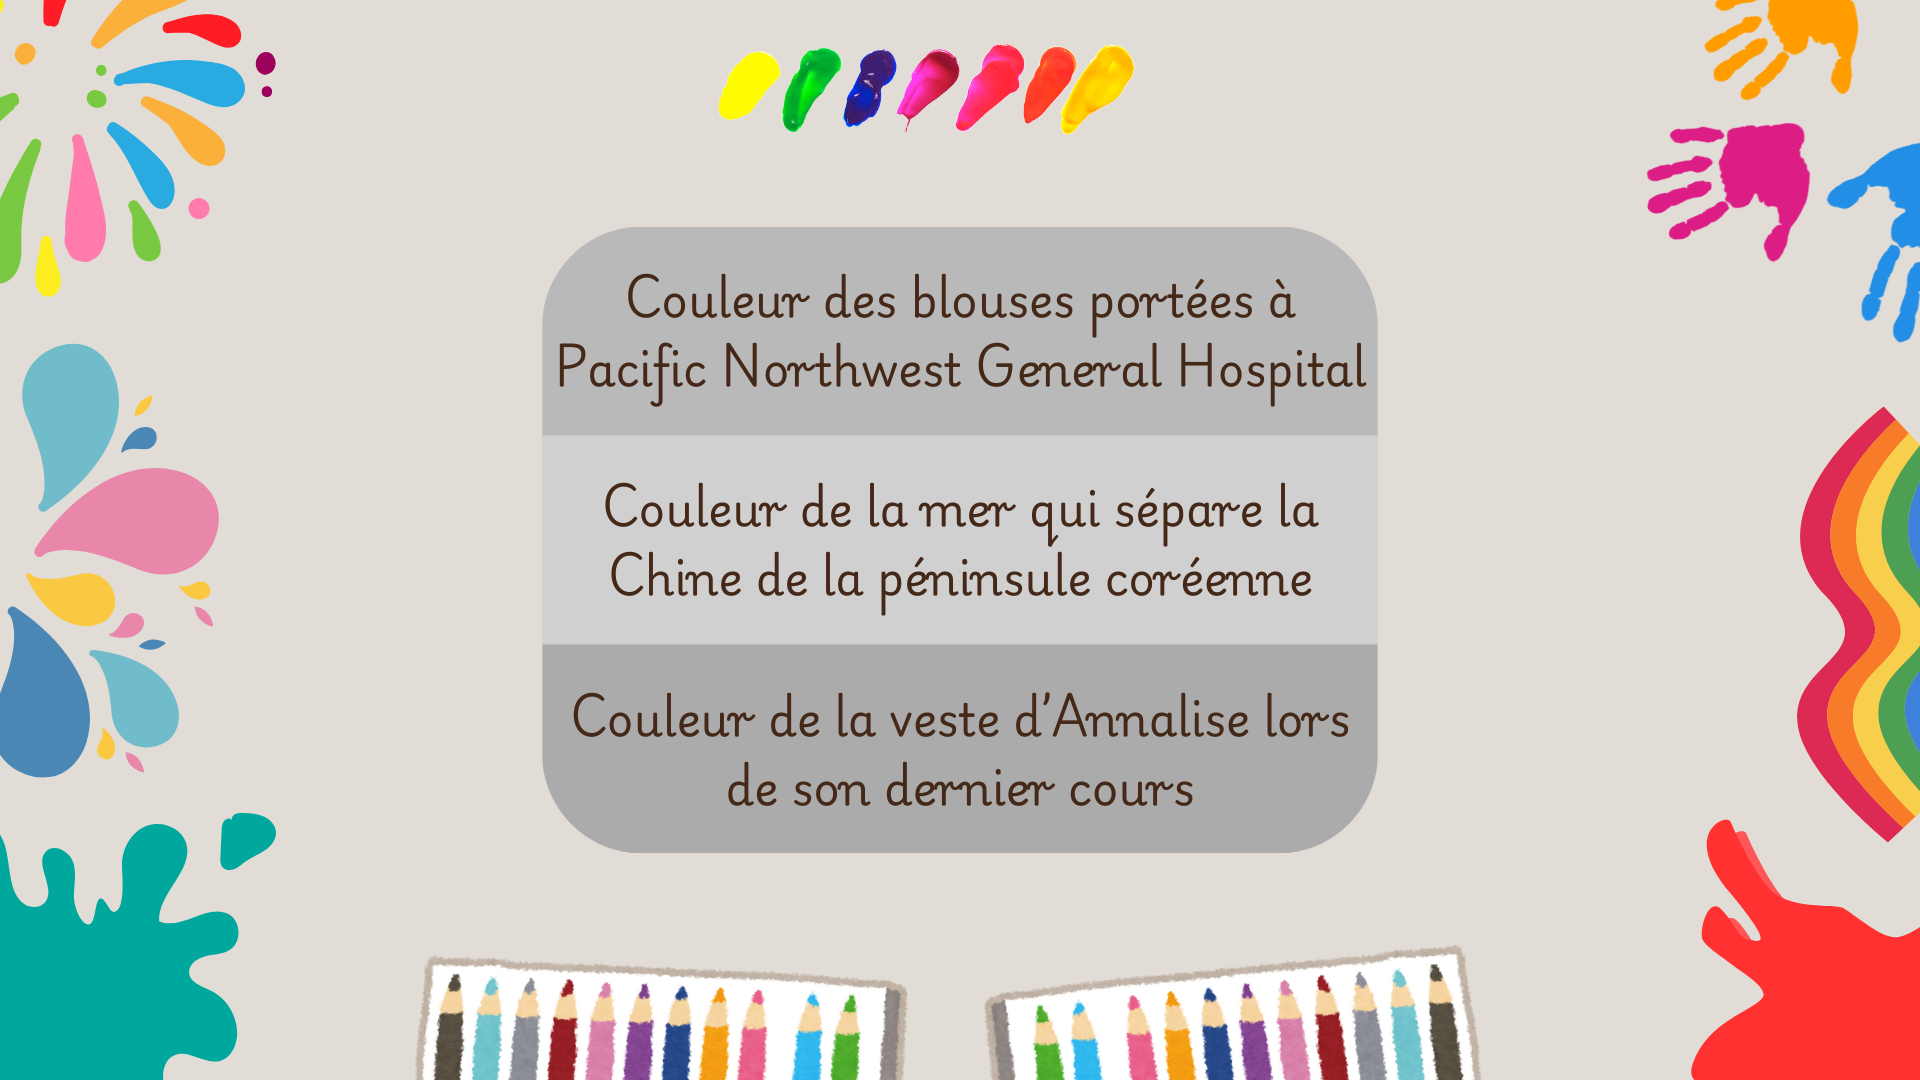 Couleur des blouses portées à
Pacific Northwest General Hospital
Couleur de la mer qui sépare la
Chine de la péninsule coréenne
Couleur de la veste d’Annalise lors
de son dernier cours